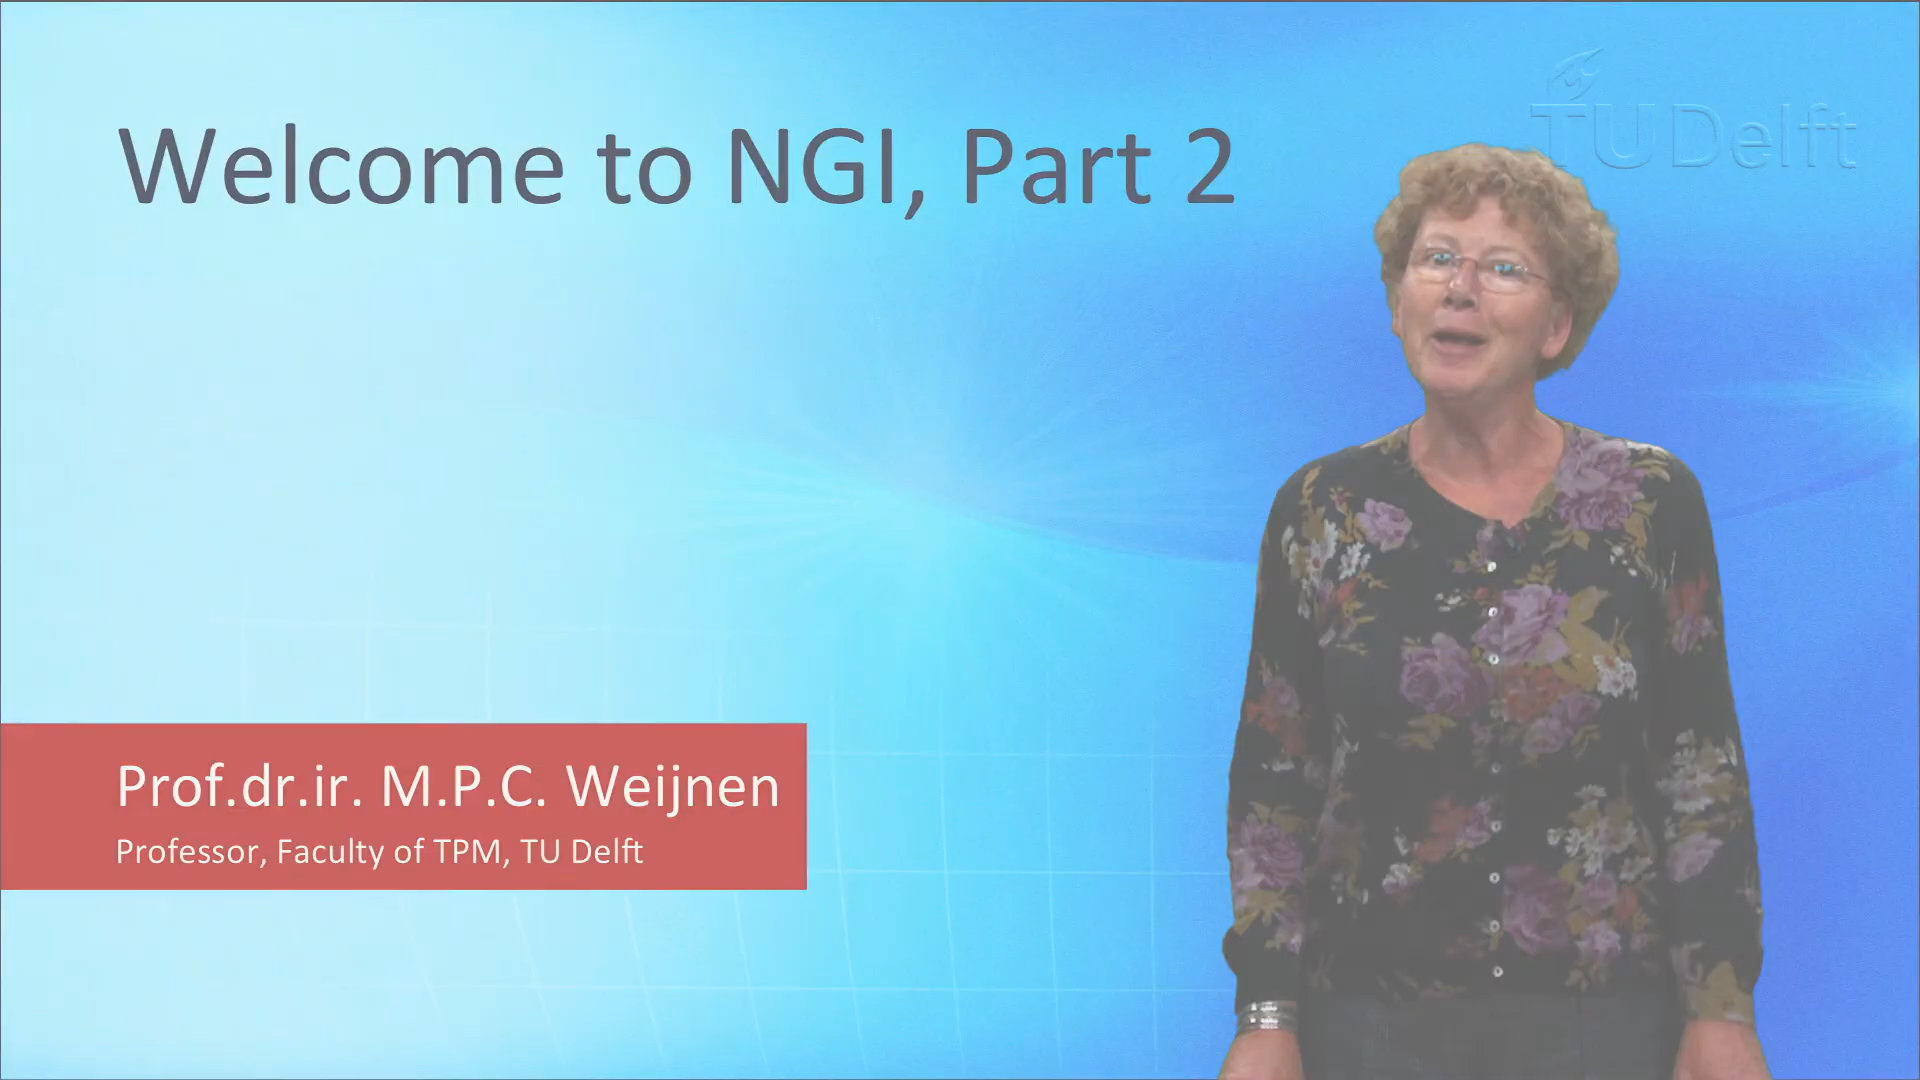 TU Delft
Welcome to NGI, Part 2
Prof.dr.ir. M.P.C. Weijnen
Professor, Faculty of TPM, TU Delft